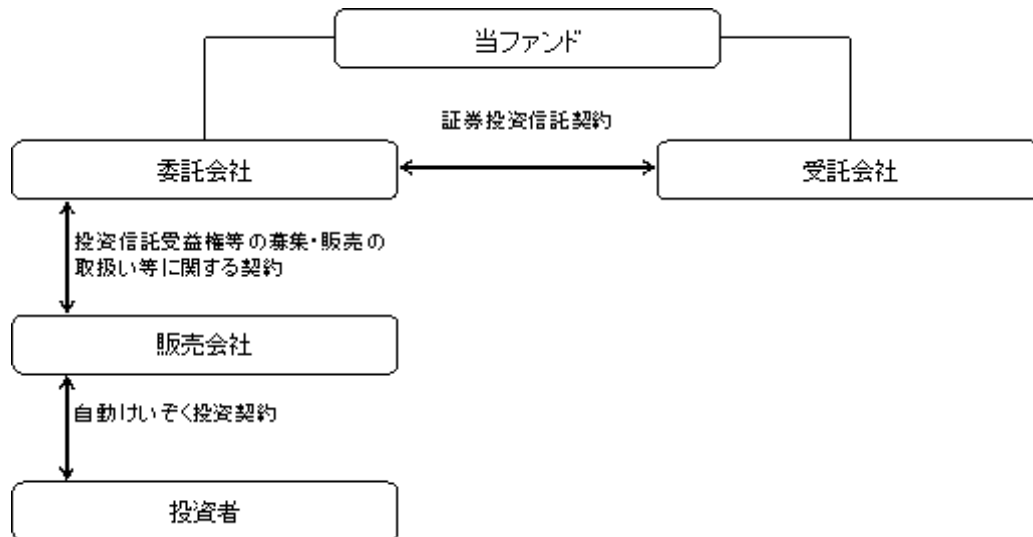 当ファンド
証券投資信託契約
委託会社
受託会社
投資信託受益権等の募集・販売の
取扱い等に関する契約
販売会社
自動けいぞく投資契約
投資者